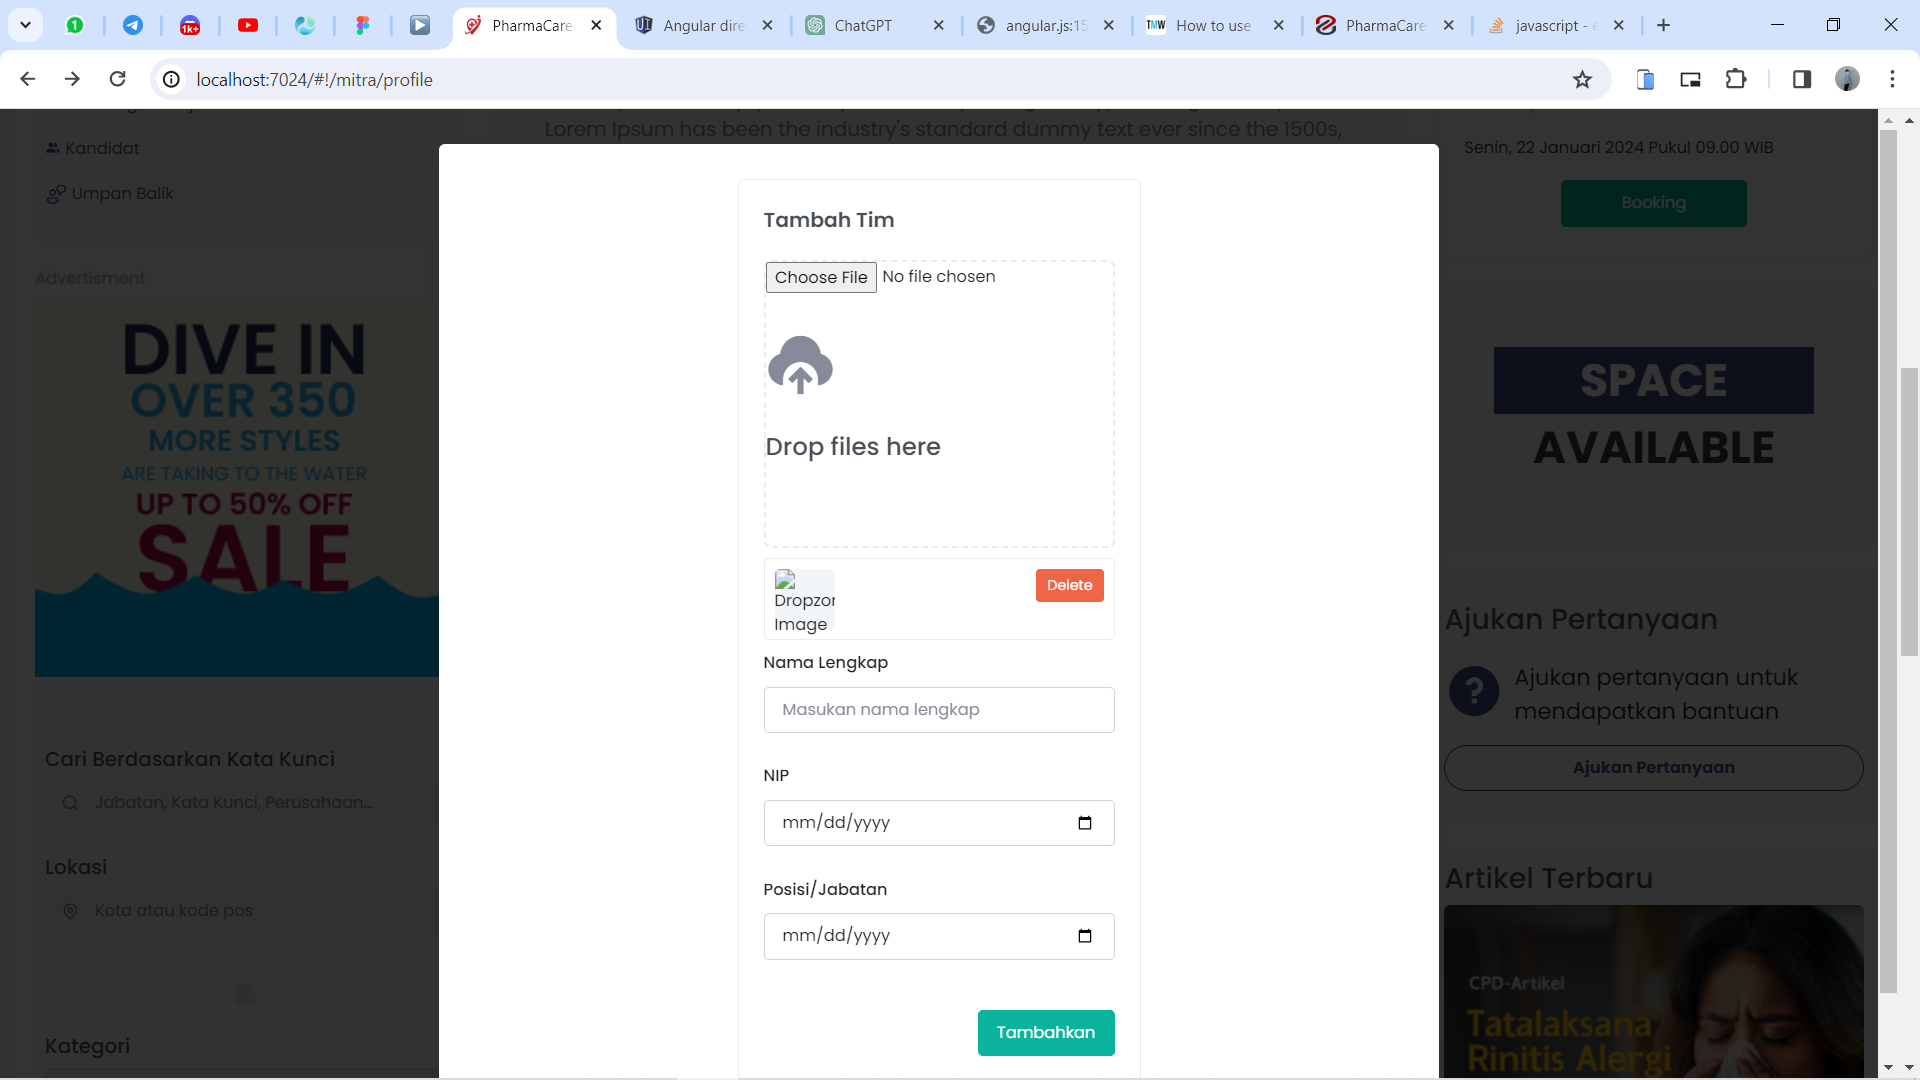 PharmaCare
Angular dire
ChatGPT
angular.js:15
How to use
PharmaCare
javascript - e
localhost:7024/#!/mitra/profile
Lorem Ipsum has been the industry's standard dummy text ever since the 1500s,
Kandidat
Umpan Balik
Advertisment
DIVE IN
OVER 350
MORE STYLES
ARE TAKING TO THE WATER
UP TO 50% OFF
SALE
Cari Berdasarkan Kata Kunci
Jabatan, Kata Kunci, Perusahaan...
Lokasi
Kota atau kode pos
Kategori
Tambah Tim
Choose File No file chosen
Drop files here
Dropzon
Image
Delete
Nama Lengkap
Masukan nama lengkap
NIP
mm/dd/yyyy
Posisi/Jabatan
mm/dd/yyyy
Tambahkan
Senin, 22 Januari 2024 Pukul 09.00 WIB
Booking
SPACE
AVAILABLE
Ajukan Pertanyaan
Ajukan pertanyaan untuk
mendapatkan bantuan
Ajukan Pertanyaan
Artikel Terbaru
CPD-Artikel
Tatalaksana
Rinitis Alergi